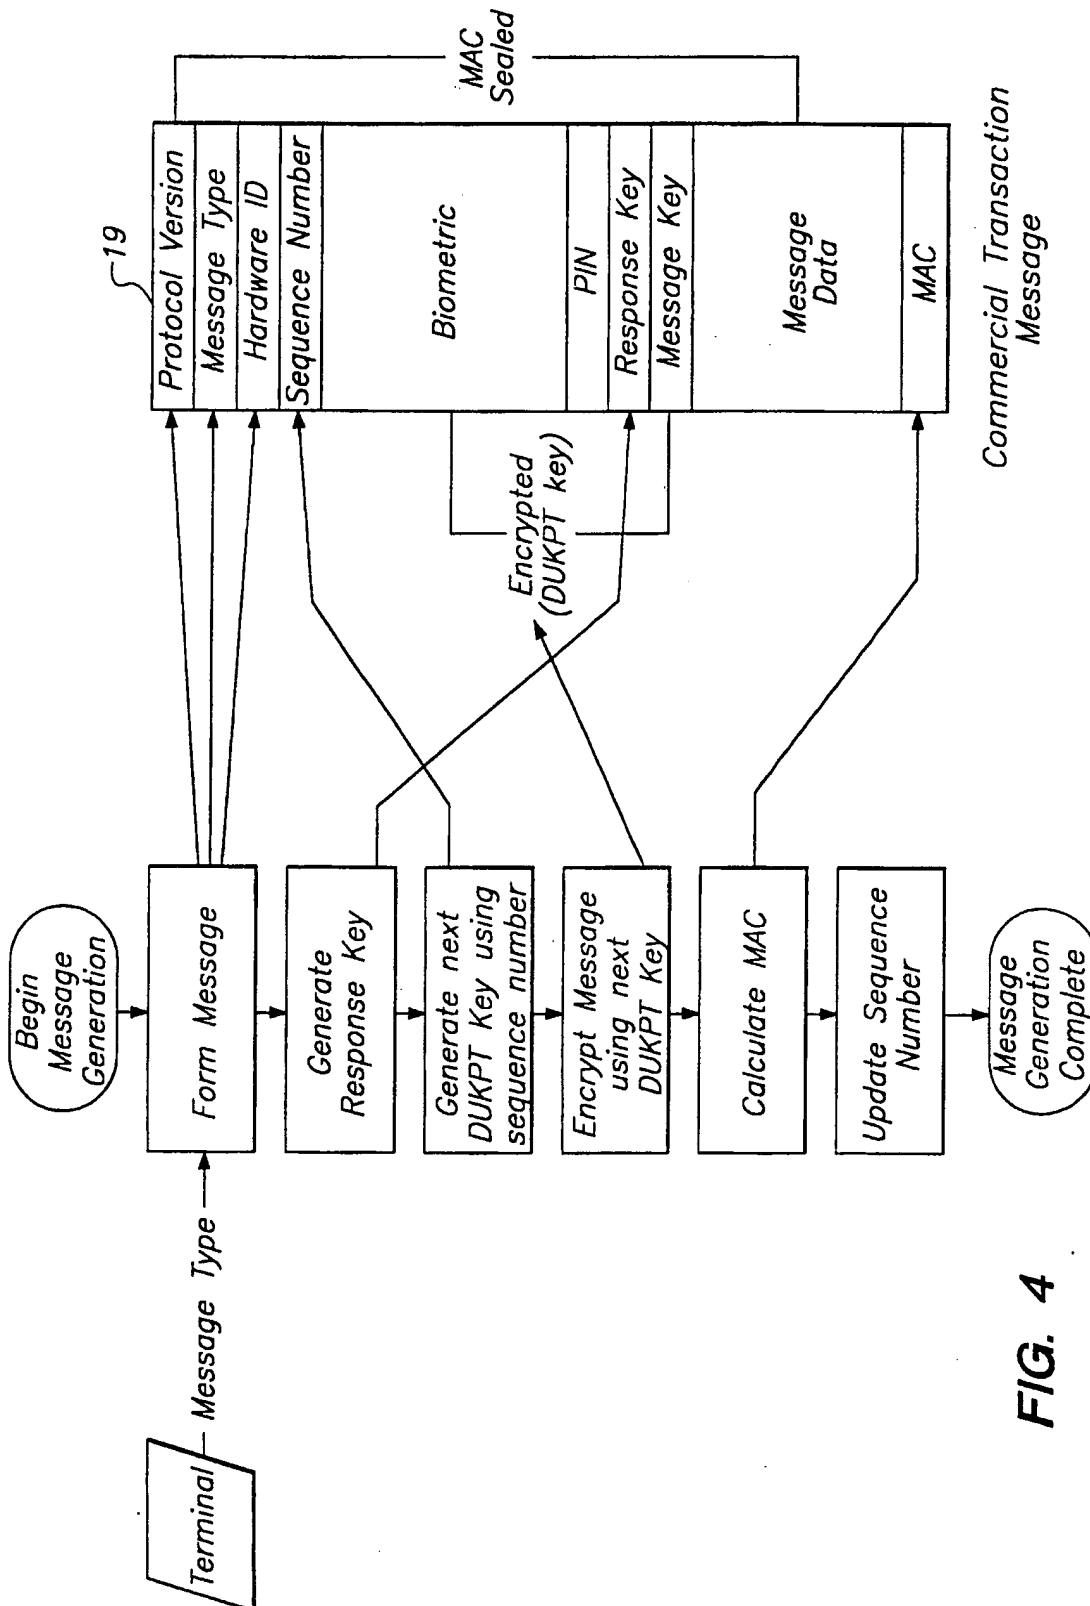 Terminal
Message Type
Begin
Message
Generation
Form Message
Generate
Response Key
Generate next
DUKPT Key using
sequence number
Encrypt Message
using next
DUKPT Key
Calculate MAC
Update Sequence
Number
Message
Generation
Complete
19
Protocol Version
Message Type
Hardware ID
Sequence Number
Biometric
PIN
Response Key
Message Key
Message
Data
MAC
MAC
Sealed
Encrypted
(DUKPT key)
Commercial Transaction
Message
FIG. 4